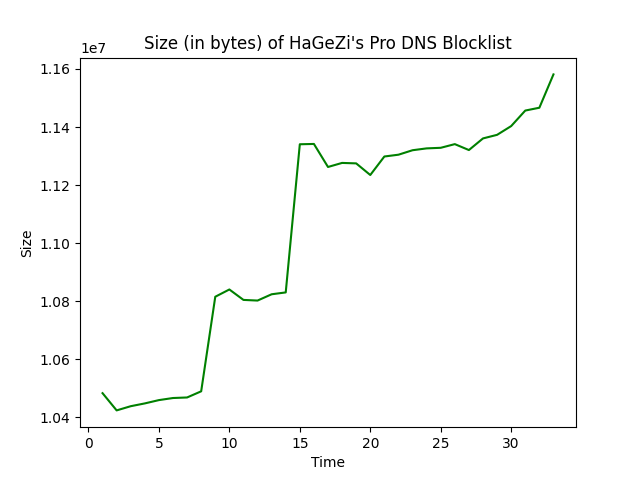 Size (in bytes) of HaGeZi's Pro DNS Blocklist
1e7
1.16
1.14
1.12
1.10
1.08
1.06
1.04
Size
0 5 10 15 20 25 30
Time